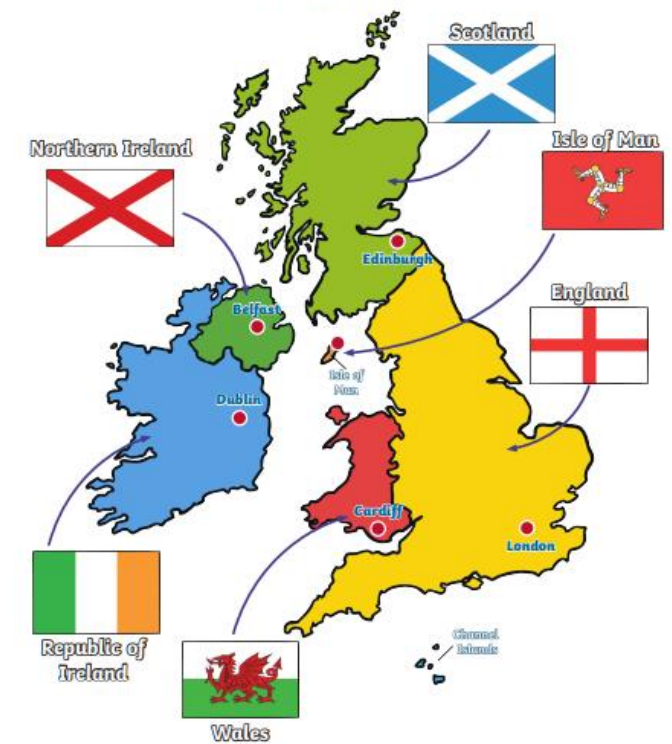 Scotland
Isle of Man
Northern Ireland
Edinburgh
England
Belfast
Isle of
Man
Dublin
Cardiff
London
Republic of
Ireland
Channel
Islands
Wales